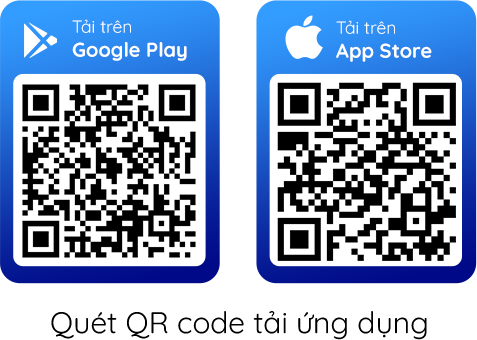 Tải trên
Google Play
Tải trên
App Store
Quét QR code tải ứng dụng